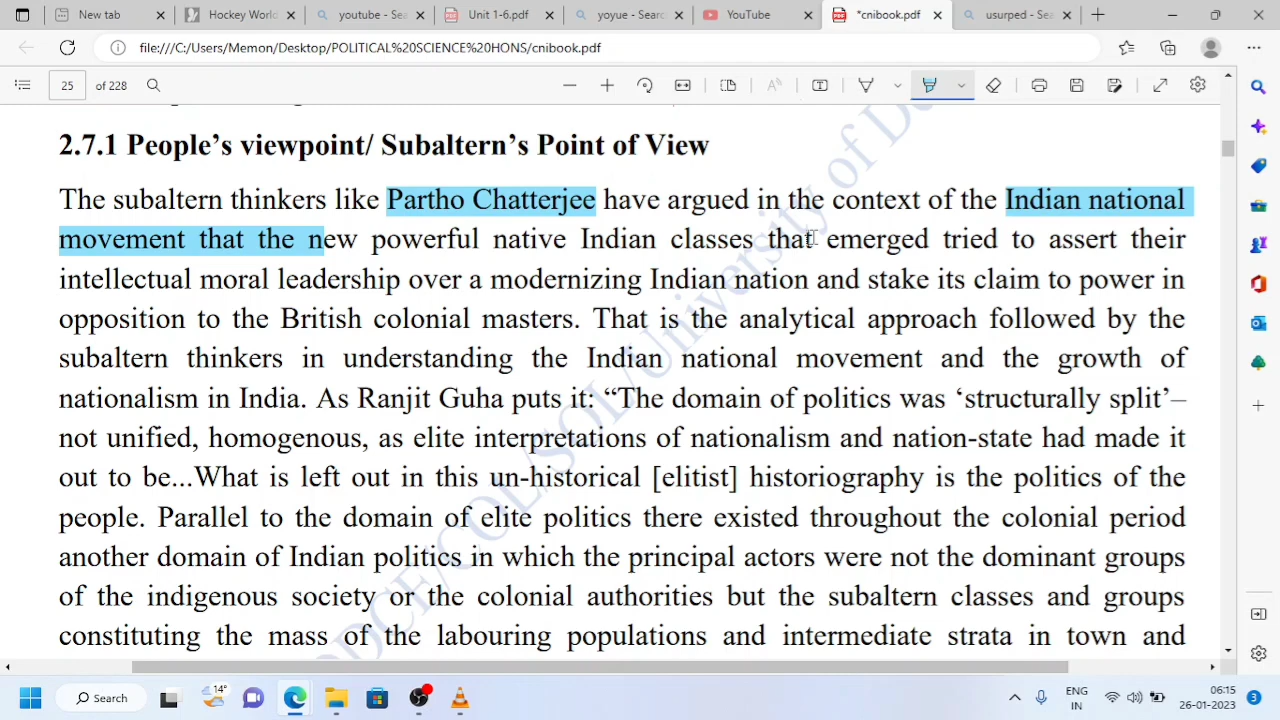 New tab
Hockey World
youtube - Sea
Unit 1-6.pdf
yoyue - Search
YouTube
*cnibook.pdf
usurped - Sea
file:///C:/Users/Memon/Desktop/POLITICAL%20SCIENCE%20HONS/cnibook.pdf
25 of 228
2.7.1 People's viewpoint/ Subaltern's Point of View
The subaltern thinkers like Partho Chatterjee have argued in the context of the Indian national
movement that the new powerful native Indian classes that emerged tried to assert their
intellectual moral leadership over a modernizing Indian nation and stake its claim to power in
opposition to the British colonial masters. That is the analytical approach followed by the
subaltern thinkers in understanding the Indian national movement and the growth of
nationalism in India. As Ranjit Guha puts it: “The domain of politics was ‘structurally split’–
not unified, homogenous, as elite interpretations of nationalism and nation-state had made it
out to be...What is left out in this un-historical [elitist] historiography is the politics of the
people. Parallel to the domain of elite politics there existed throughout the colonial period
another domain of Indian politics in which the principal actors were not the dominant groups
of the indigenous society or the colonial authorities but the subaltern classes and groups
constituting the mass of the labouring populations and intermediate strata in town and
DDCE/COL/SOL/University of De
Search
14°
ENG
IN
06:15
26-01-2023
3